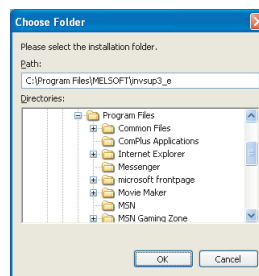 Choose Folder
Please select the installation folder.
Path:
C:\Program Files\MELSOFT\invsup3_e
Directories:
Program Files
Common Files
ComPlus Applications
Internet Explorer
Messenger
microsoft frontpage
Movie Maker
MSN
MSN Gaming Zone
OK
Cancel